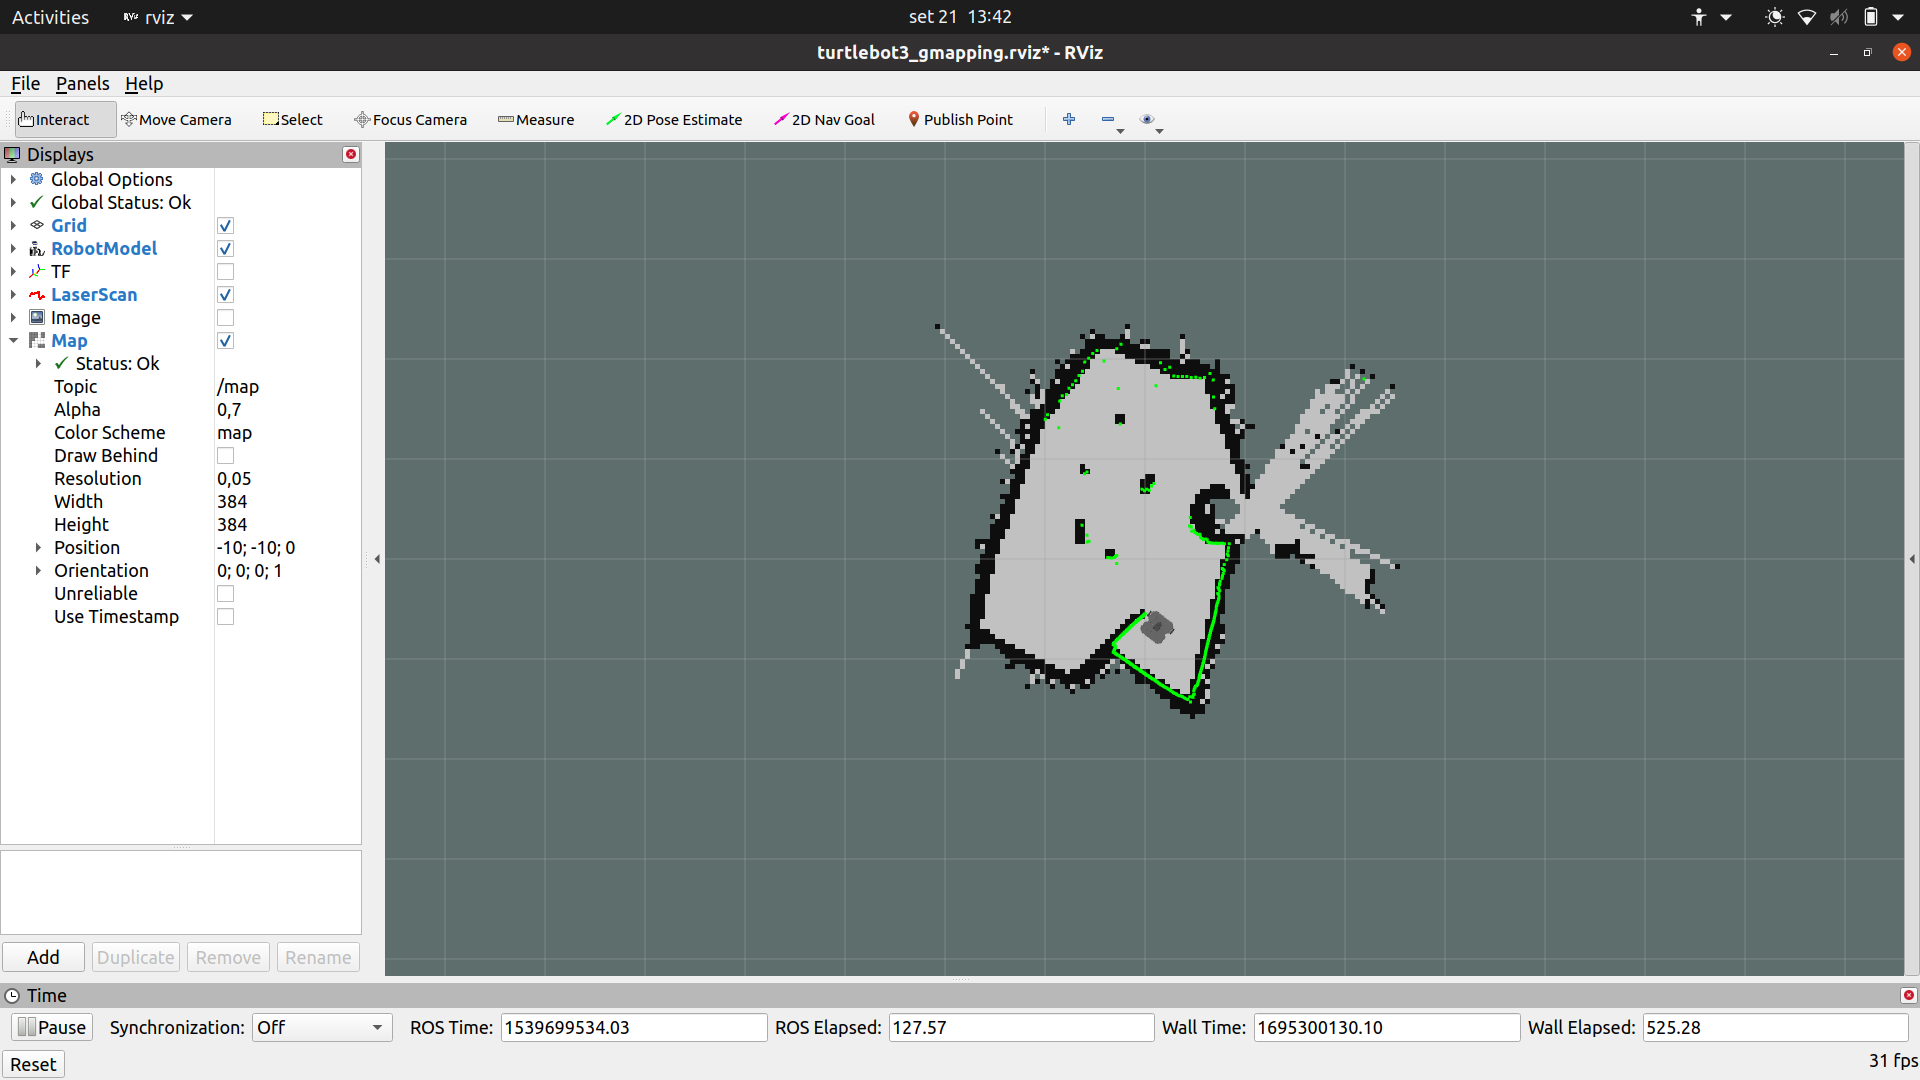 Activities rviz set 21 13:42
turtlebot3_gmapping.rviz* - RViz
File Panels Help
Interact Move Camera Select Focus Camera Measure 2D Pose Estimate 2D Nav Goal Publish Point
Displays
Global Options
Global Status: Ok
Grid
RobotModel
TF
LaserScan
Image
Map
Status: Ok
Topic /map
Alpha 0,7
Color Scheme map
Draw Behind
Resolution 0,05
Width 384
Height 384
Position -10; -10; 0
Orientation 0; 0; 0; 1
Unreliable
Use Timestamp
Add Duplicate Remove Rename
Time
Pause Synchronization: Off ROS Time: 1539699534.03 ROS Elapsed: 127.57 Wall Time: 1695300130.10 Wall Elapsed: 525.28
Reset 31 fps